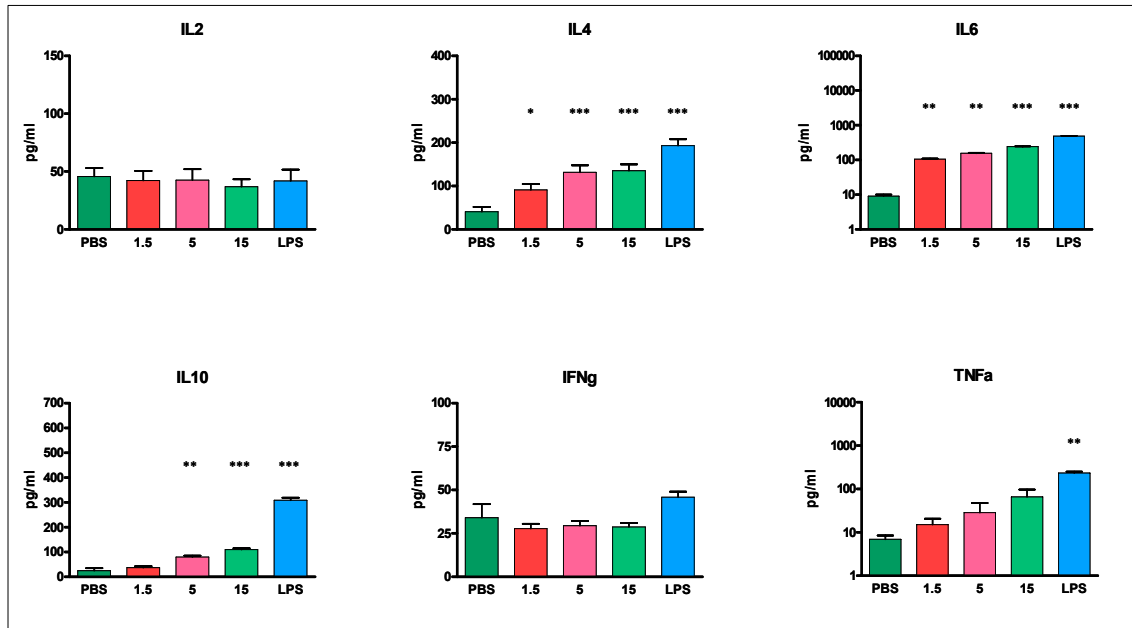 IL2
150
100
50
0
pg/ml
PBS 1.5 5 15 LPS
IL4
400
300
200
100
0
pg/ml
* *** *** ***
PBS 1.5 5 15 LPS
IL6
100000
10000
1000
100
10
1
pg/ml
** ** *** ***
PBS 1.5 5 15 LPS
IL10
700
600
500
400
300
200
100
0
pg/ml
** *** ***
PBS 1.5 5 15 LPS
IFNg
100
75
50
25
0
pg/ml
PBS 1.5 5 15 LPS
TNFa
10000
1000
100
10
1
pg/ml
**
PBS 1.5 5 15 LPS